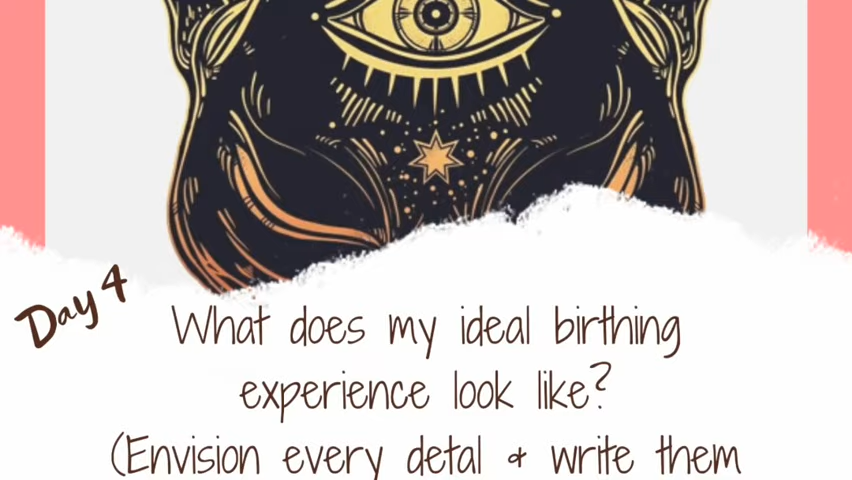 Day 4
What does my ideal birthing
experience look like?
(Envision every detal & write them